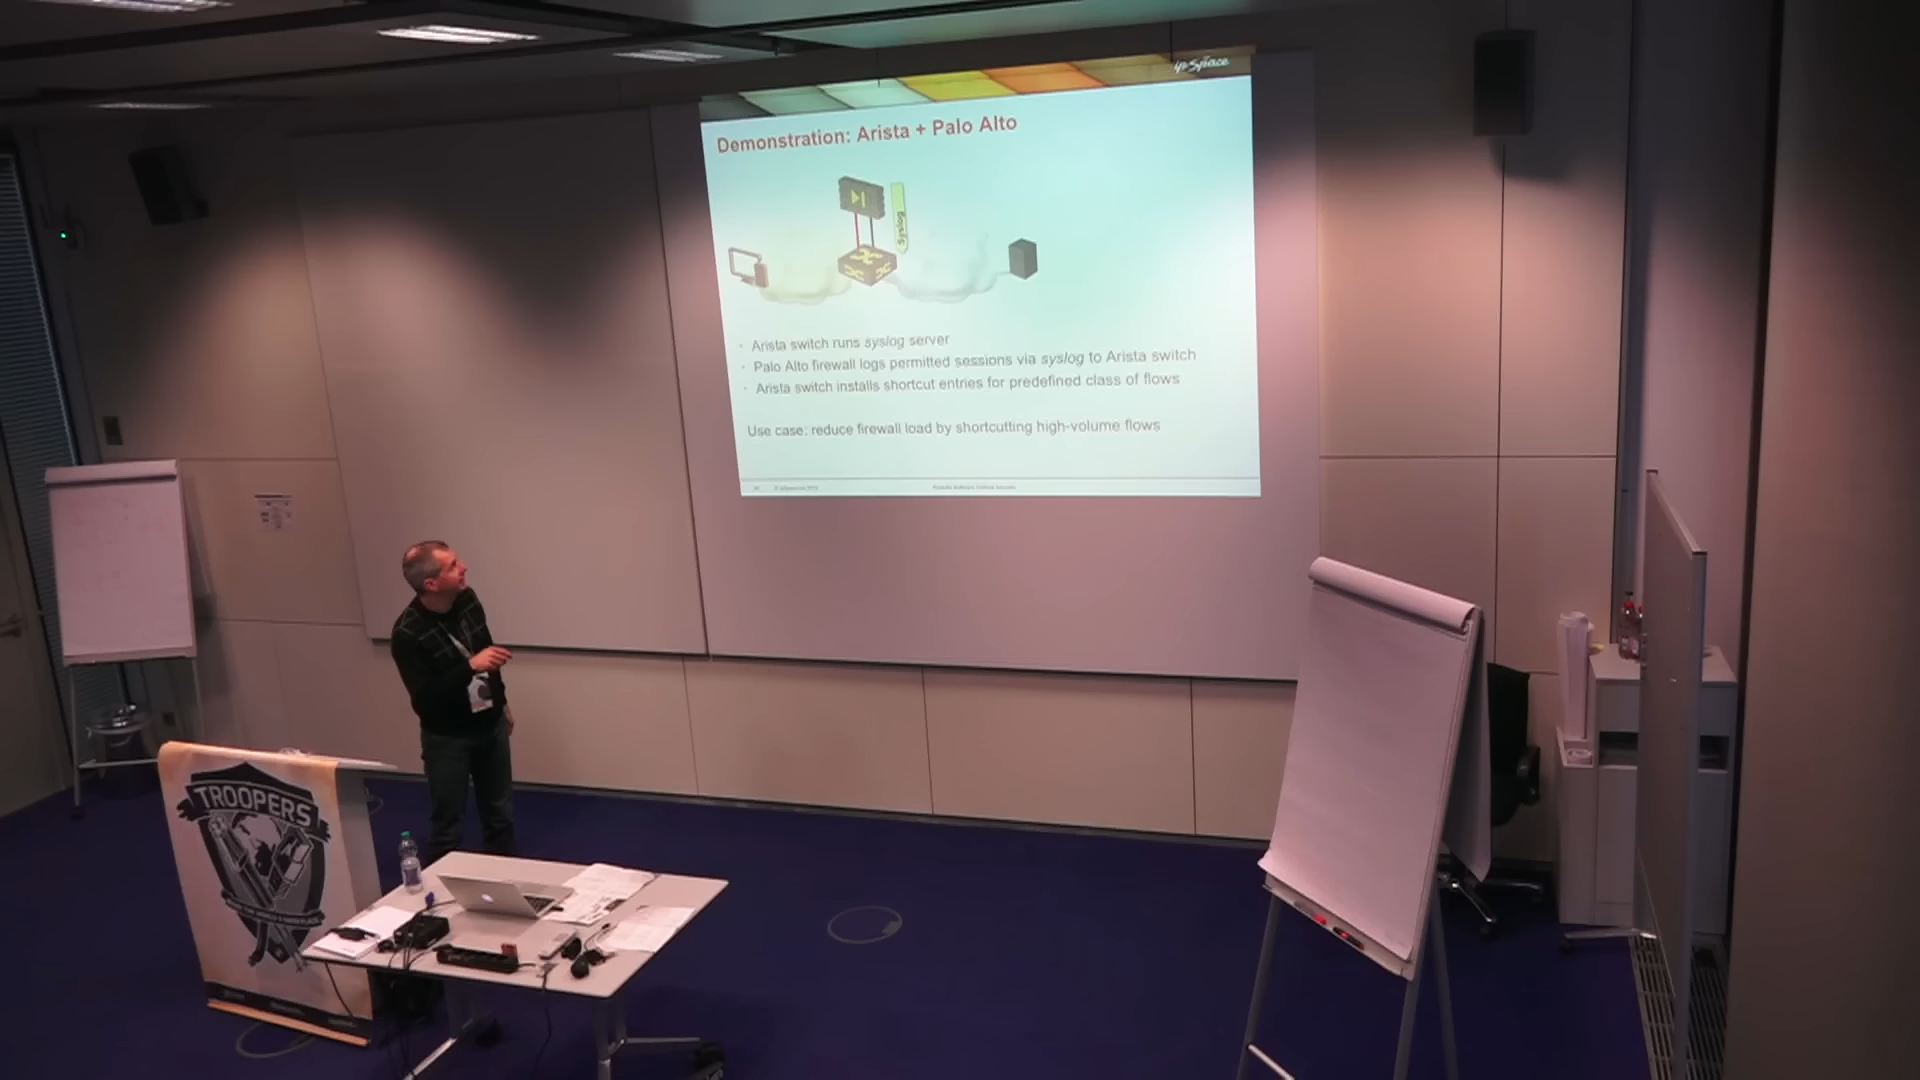 ipSpace
Demonstration: Arista + Palo Alto
Syslog
Arista switch runs syslog server
Palo Alto firewall logs permitted sessions via syslog to Arista switch
Arista switch installs shortcut entries for predefined class of flows
Use case: reduce firewall load by shortcutting high-volume flows
TROOPERS